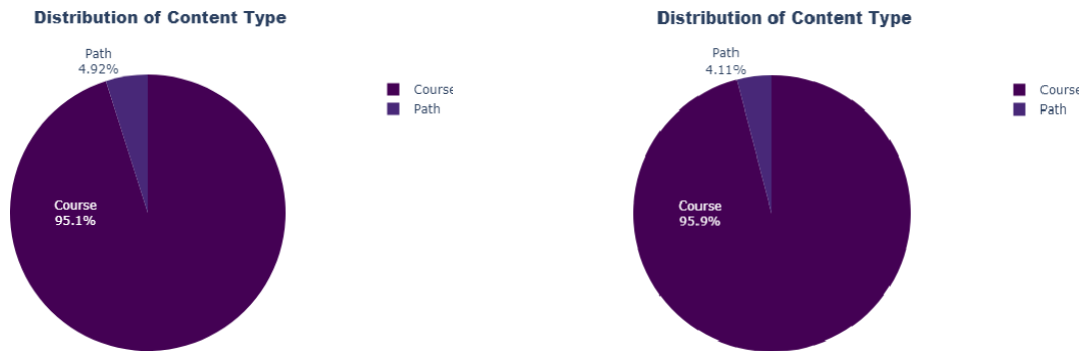 Distribution of Content Type
Path
4.92%
Course
Path
Course
95.1%
Distribution of Content Type
Path
4.11%
Course
Path
Course
95.9%